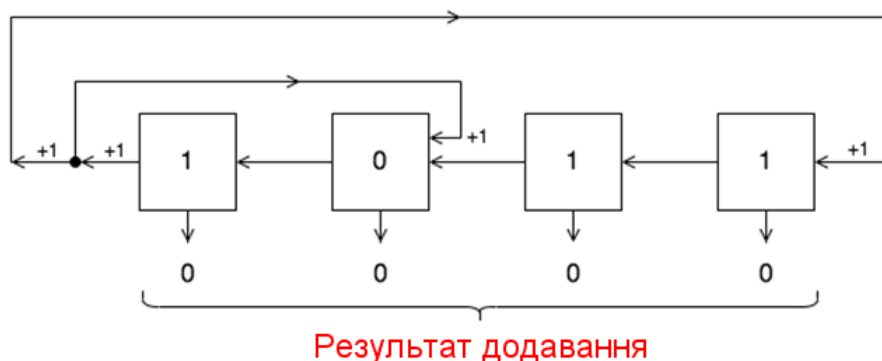 +1
+1 +1 1 0 1 1 +1
0 0 0 0
Результат додавання